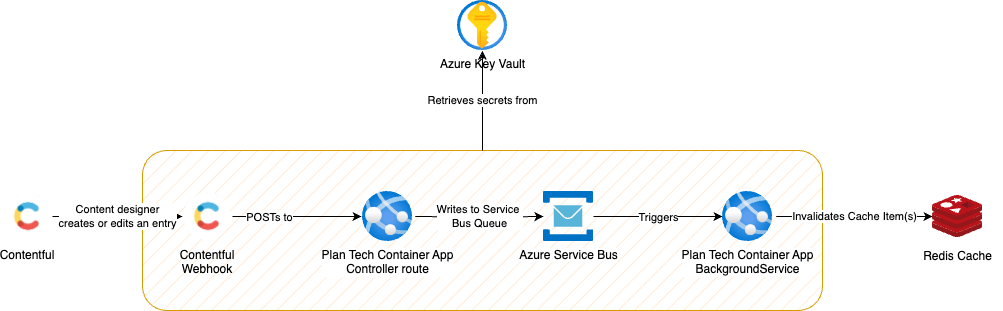 Azure Key Vault
Retrieves secrets from
Content designer
creates or edits an entry
POSTs to
Writes to Service
Bus Queue
Triggers
Invalidates Cache Item(s)
Contentful
Contentful
Webhook
Plan Tech Container App
Controller route
Azure Service Bus
Plan Tech Container App
BackgroundService
Redis Cache